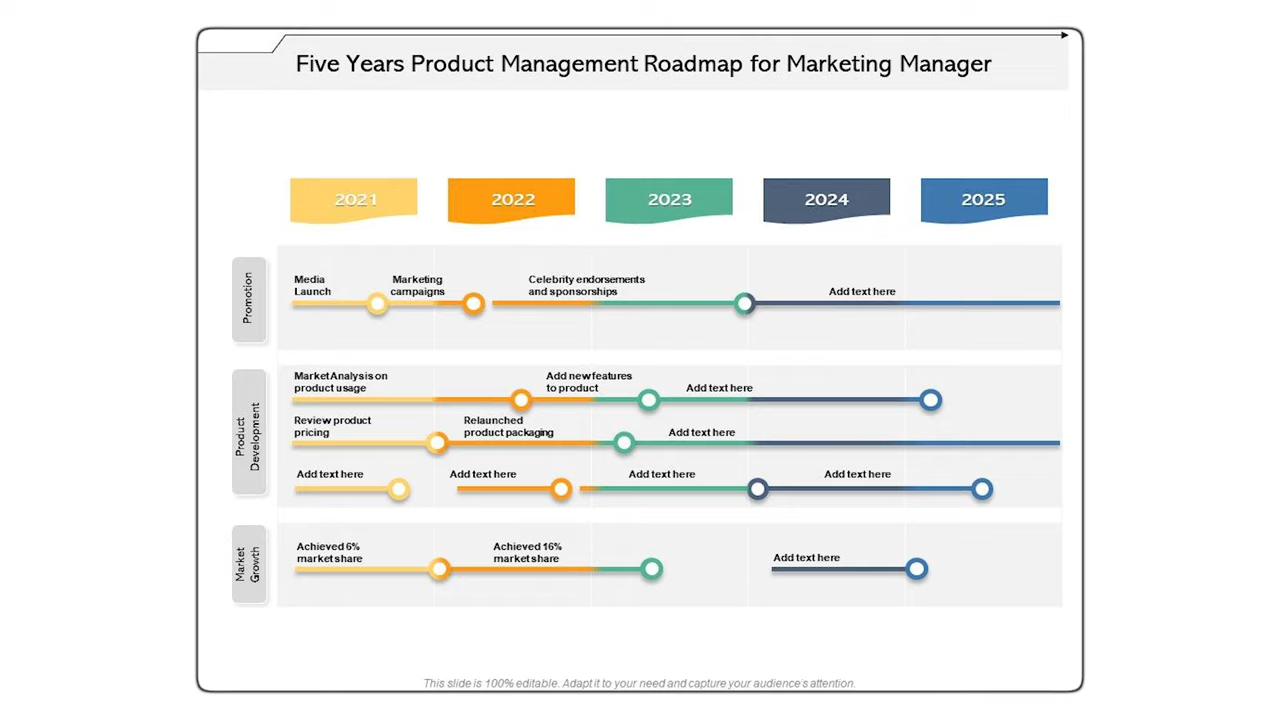 Five Years Product Management Roadmap for Marketing Manager
2021
2022
2023
2024
2025
Promotion
Media
Launch
Marketing
campaigns
Celebrity endorsements
and sponsorships
Add text here
Product
Development
Market Analysis on
product usage
Add new features
to product
Add text here
Review product
pricing
Relaunched
product packaging
Add text here
Add text here
Add text here
Add text here
Add text here
Market
Growth
Achieved 6%
market share
Achieved 16%
market share
Add text here
This slide is 100% editable. Adapt it to your need and capture your audience's attention.